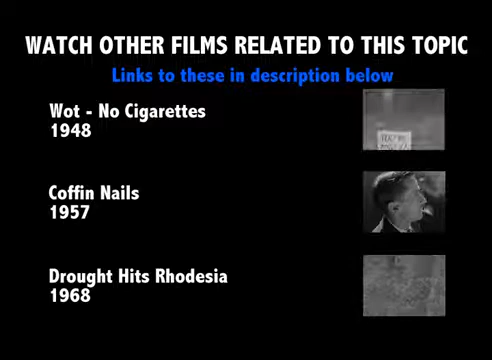 WATCH OTHER FILMS RELATED TO THIS TOPIC
Links to these in description below
Wot - No Cigarettes
1948
Coffin Nails
1957
Drought Hits Rhodesia
1968